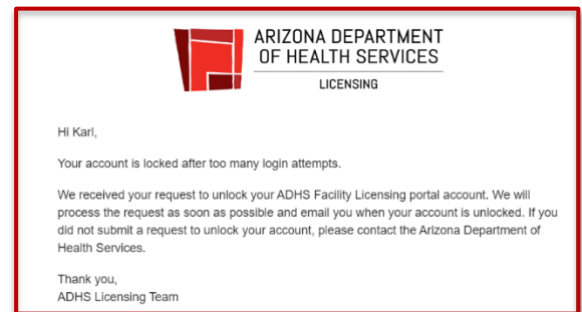 ARIZONA DEPARTMENT
OF HEALTH SERVICES
LICENSING
Hi Karl,
Your account is locked after too many login attempts.
We received your request to unlock your ADHS Facility Licensing portal account. We will
process the request as soon as possible and email you when your account is unlocked. If you
did not submit a request to unlock your account, please contact the Arizona Department of
Health Services.
Thank you,
ADHS Licensing Team